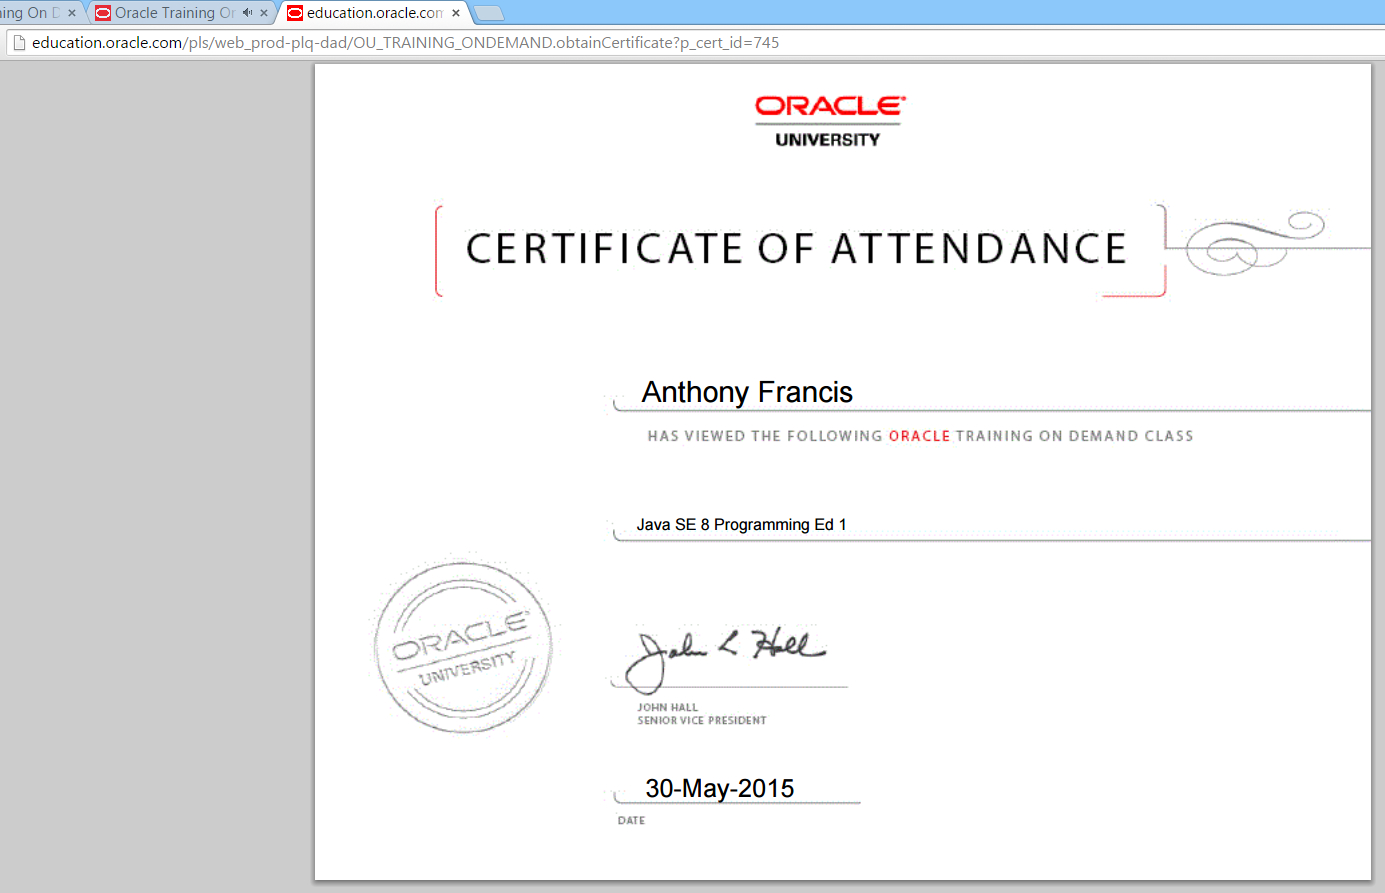 ning On D
Oracle Training Or
education.oracle.com
education.oracle.com/pls/web_prod-plq-dad/OU_TRAINING_ONDEMAND.obtainCertificate?p_cert_id=745
ORACLE
UNIVERSITY
CERTIFICATE OF ATTENDANCE
Anthony Francis
HAS VIEWED THE FOLLOWING ORACLE TRAINING ON DEMAND CLASS
Java SE 8 Programming Ed 1
ORACLE
UNIVERSITY
John L Hall
JOHN HALL
SENIOR VICE PRESIDENT
30-May-2015
DATE